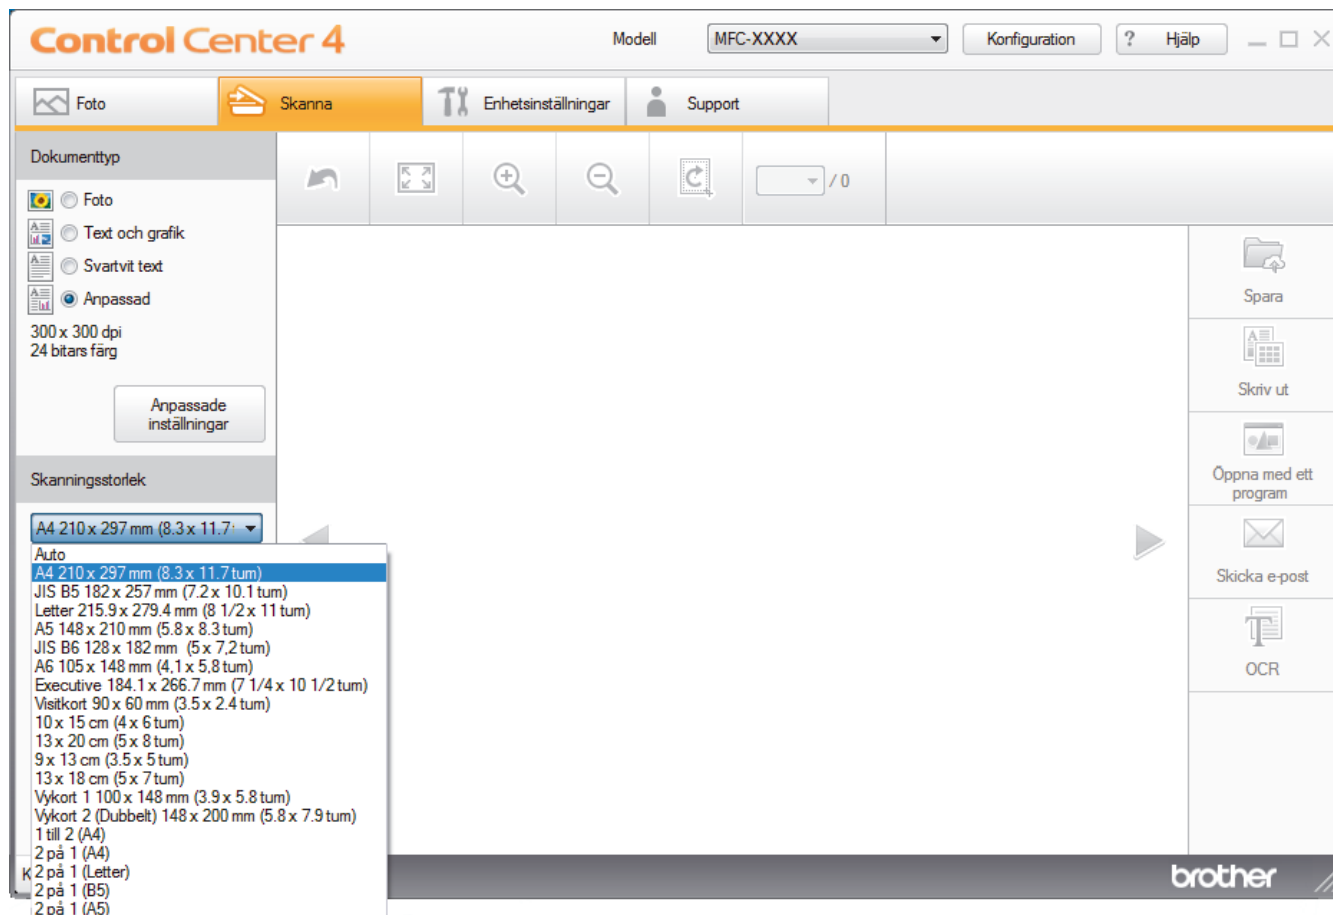 Control Center 4
Modell
MFC-XXXX
Konfiguration
? Hjälp
Foto
Skanna
Enhetsinställningar
Support
Dokumenttyp
/ 0
Foto
Text och grafik
Svartvit text
Anpassad
300 x 300 dpi
24 bitars färg
Anpassade
inställningar
Skanningsstorlek
A4 210 x 297 mm (8.3 x 11.7
Auto
A4 210 x 297 mm (8.3 x 11.7 tum)
JIS B5 182 x 257 mm (7.2 x 10.1 tum)
Letter 215.9 x 279.4 mm (8 1/2 x 11 tum)
A5 148 x 210 mm (5.8 x 8.3 tum)
JIS B6 128 x 182 mm (5 x 7,2 tum)
A6 105 x 148 mm (4,1 x 5,8 tum)
Executive 184.1 x 266.7 mm (7 1/4 x 10 1/2 tum)
Visitkort 90 x 60 mm (3.5 x 2.4 tum)
10 x 15 cm (4 x 6 tum)
13 x 20 cm (5 x 8 tum)
9 x 13 cm (3.5 x 5 tum)
13 x 18 cm (5 x 7 tum)
Vykort 1 100 x 148 mm (3.9 x 5.8 tum)
Vykort 2 (Dubbelt) 148 x 200 mm (5.8 x 7.9 tum)
1 till 2 (A4)
2 på 1 (A4)
2 på 1 (Letter)
2 på 1 (B5)
2 på 1 (A5)
Spara
Skriv ut
Öppna med ett
program
Skicka e-post
OCR
brother